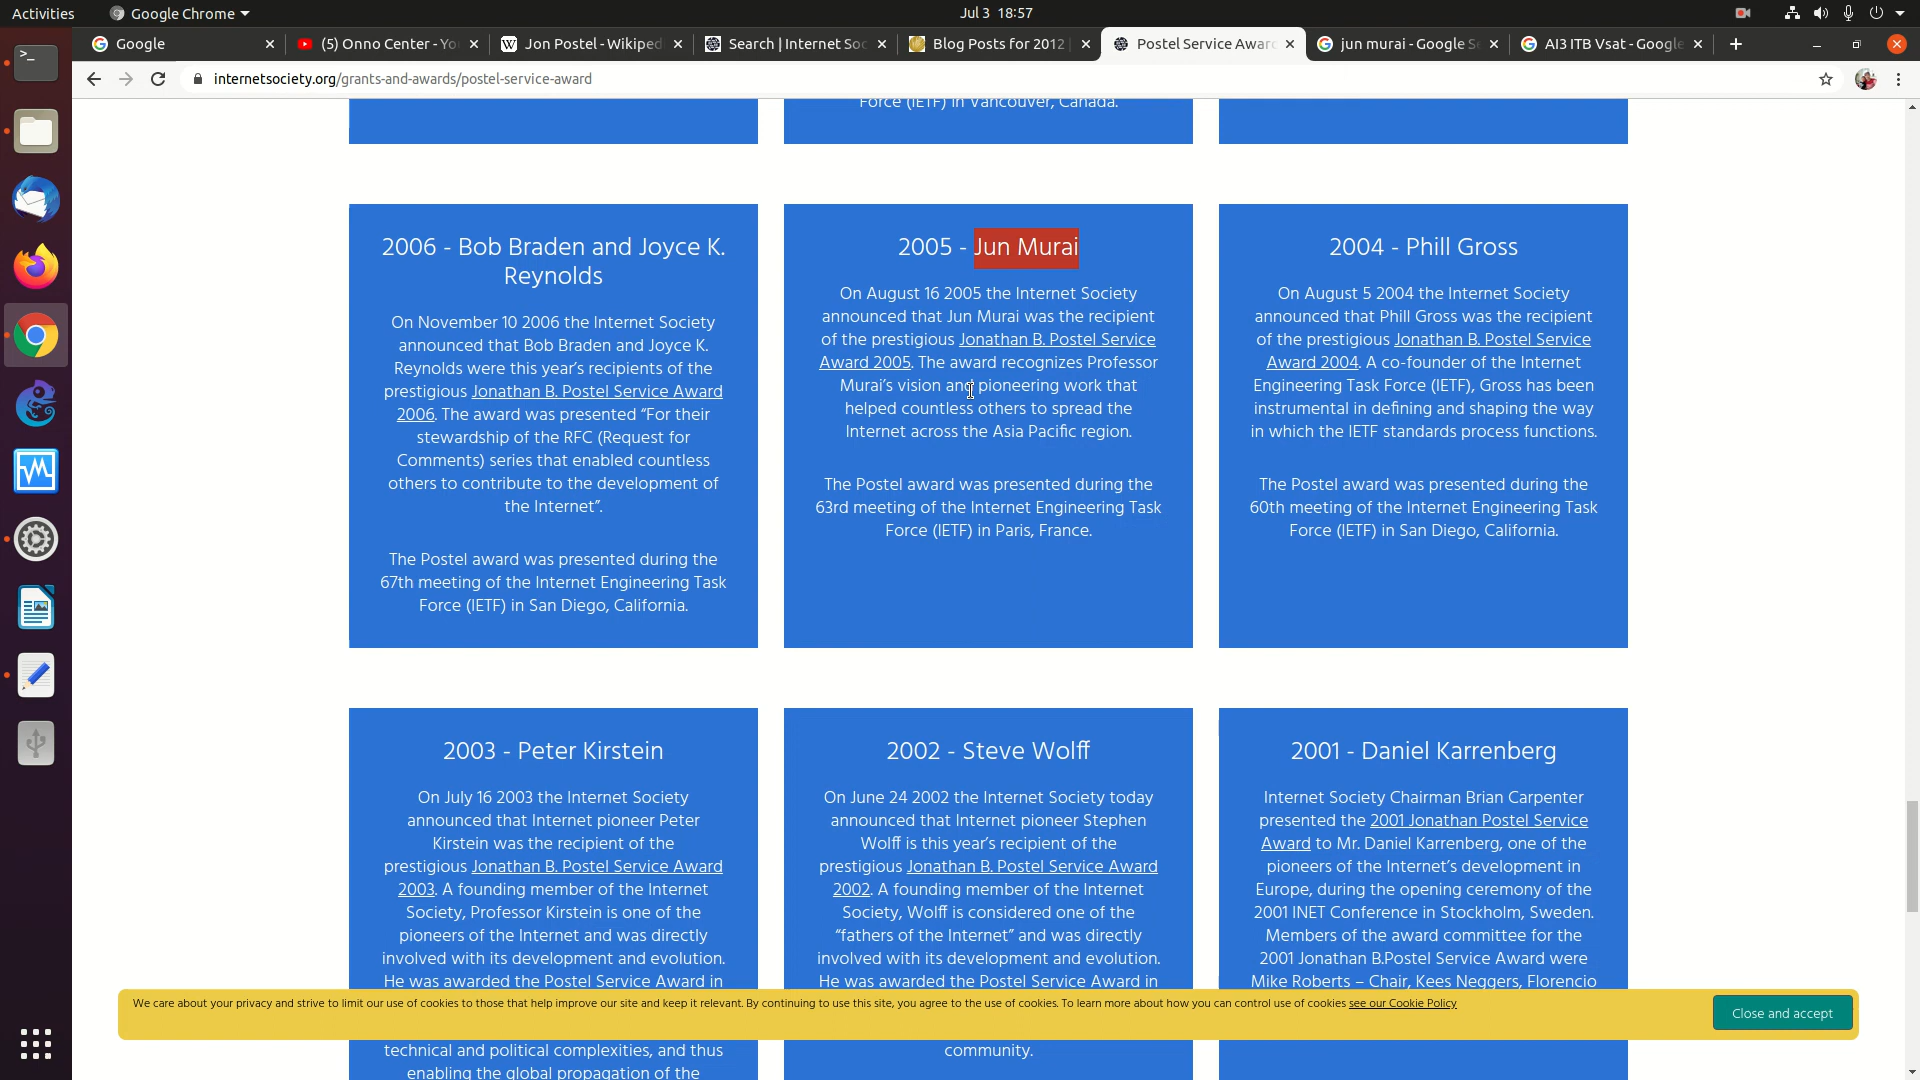 Activities
Google Chrome
Jul 3 18:57
Google
(5) Onno Center - Yo
Jon Postel - Wikiped
Search | Internet Soc
Blog Posts for 2012 |
Postel Service Awar
jun murai - Google Se
AI3 ITB Vsat - Google
internetsociety.org/grants-and-awards/postel-service-award
Force (IETF) in Vancouver, Canada.
2006 - Bob Braden and Joyce K.
Reynolds
On November 10 2006 the Internet Society
announced that Bob Braden and Joyce K.
Reynolds were this year’s recipients of the
prestigious Jonathan B. Postel Service Award
2006. The award was presented “For their
stewardship of the RFC (Request for
Comments) series that enabled countless
others to contribute to the development of
the Internet”.
The Postel award was presented during the
67th meeting of the Internet Engineering Task
Force (IETF) in San Diego, California.
2005 - Jun Murai
On August 16 2005 the Internet Society
announced that Jun Murai was the recipient
of the prestigious Jonathan B. Postel Service
Award 2005. The award recognizes Professor
Murai’s vision and pioneering work that
helped countless others to spread the
Internet across the Asia Pacific region.
The Postel award was presented during the
63rd meeting of the Internet Engineering Task
Force (IETF) in Paris, France.
2004 - Phill Gross
On August 5 2004 the Internet Society
announced that Phill Gross was the recipient
of the prestigious Jonathan B. Postel Service
Award 2004. A co-founder of the Internet
Engineering Task Force (IETF), Gross has been
instrumental in defining and shaping the way
in which the IETF standards process functions.
The Postel award was presented during the
60th meeting of the Internet Engineering Task
Force (IETF) in San Diego, California.
2003 - Peter Kirstein
On July 16 2003 the Internet Society
announced that Internet pioneer Peter
Kirstein was the recipient of the
prestigious Jonathan B. Postel Service Award
2003. A founding member of the Internet
Society, Professor Kirstein is one of the
pioneers of the Internet and was directly
involved with its development and evolution.
He was awarded the Postel Service Award in
technical and political complexities, and thus
enabling the global propagation of the
2002 - Steve Wolff
On June 24 2002 the Internet Society today
announced that Internet pioneer Stephen
Wolff is this year’s recipient of the
prestigious Jonathan B. Postel Service Award
2002. A founding member of the Internet
Society, Wolff is considered one of the
“fathers of the Internet” and was directly
involved with its development and evolution.
He was awarded the Postel Service Award in
community.
2001 - Daniel Karrenberg
Internet Society Chairman Brian Carpenter
presented the 2001 Jonathan Postel Service
Award to Mr. Daniel Karrenberg, one of the
pioneers of the Internet’s development in
Europe, during the opening ceremony of the
2001 INET Conference in Stockholm, Sweden.
Members of the award committee for the
2001 Jonathan B.Postel Service Award were
Mike Roberts – Chair, Kees Neggers, Florencio
We care about your privacy and strive to limit our use of cookies to those that help improve our site and keep it relevant. By continuing to use this site, you agree to the use of cookies. To learn more about how you can control use of cookies see our Cookie Policy
Close and accept